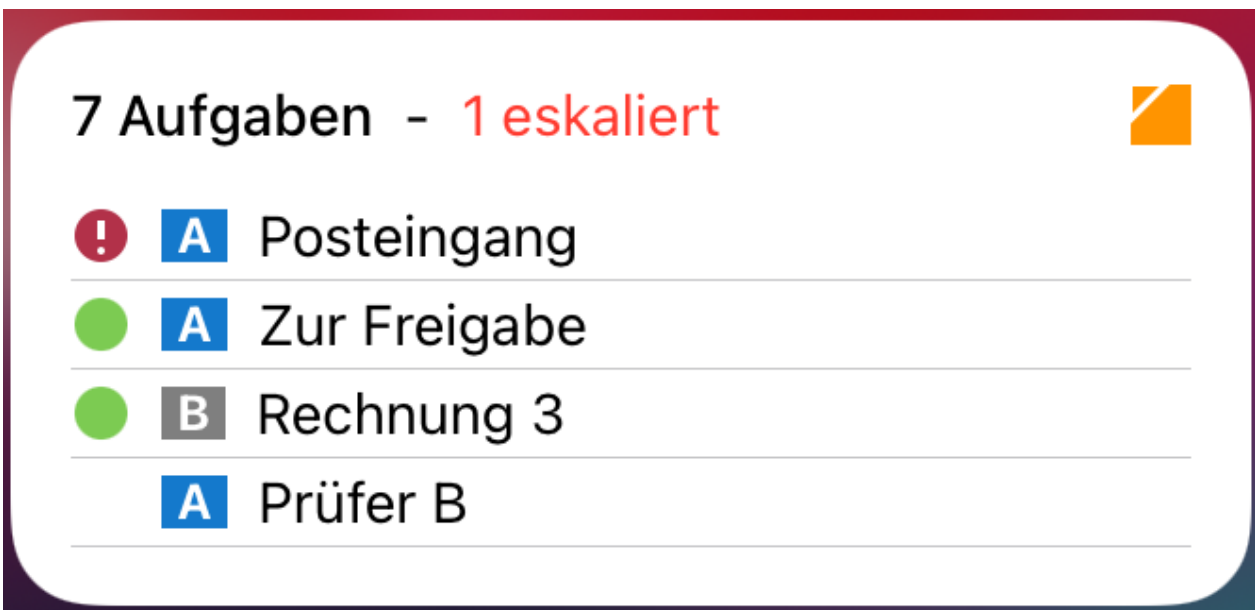 7 Aufgaben - 1 eskaliert
! A Posteingang
A Zur Freigabe
B Rechnung 3
A Prüfer B